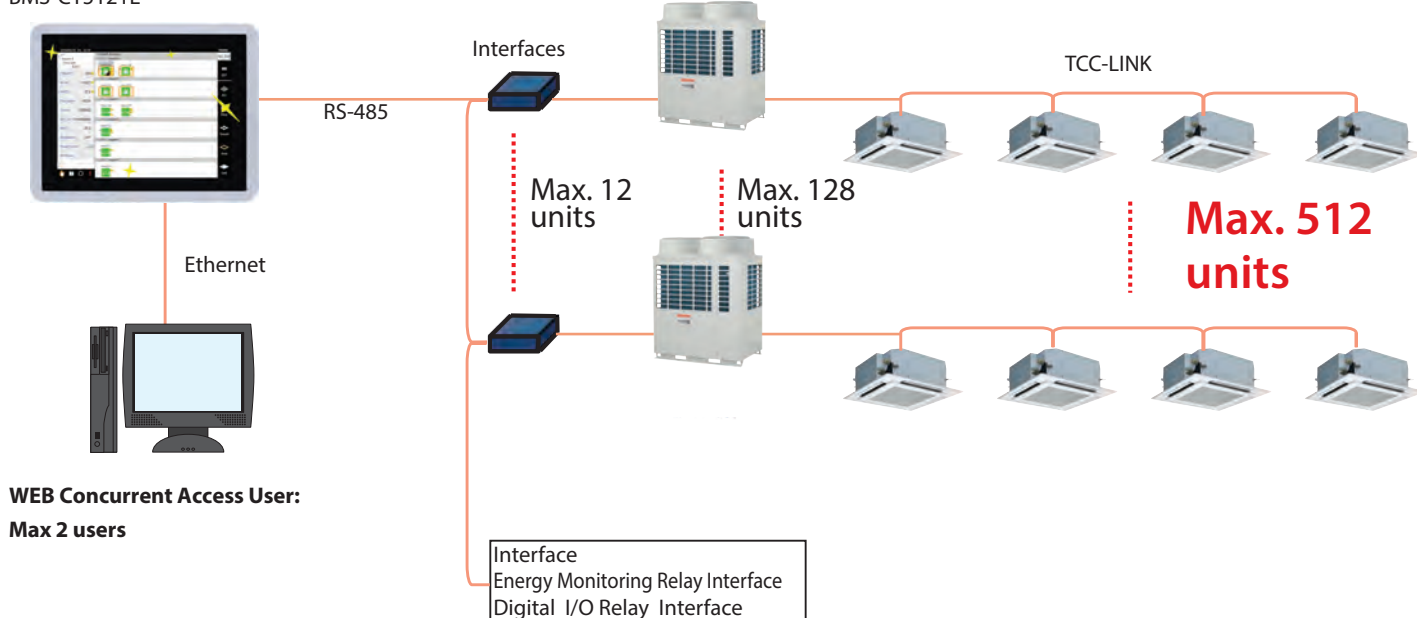 Interfaces
TCC-LINK
RS-485
Max. 12
units
Max. 128
units
Max. 512
units
Ethernet
WEB Concurrent Access User:
Max 2 users
Interface
Energy Monitoring Relay Interface
Digital I/O Relay Interface